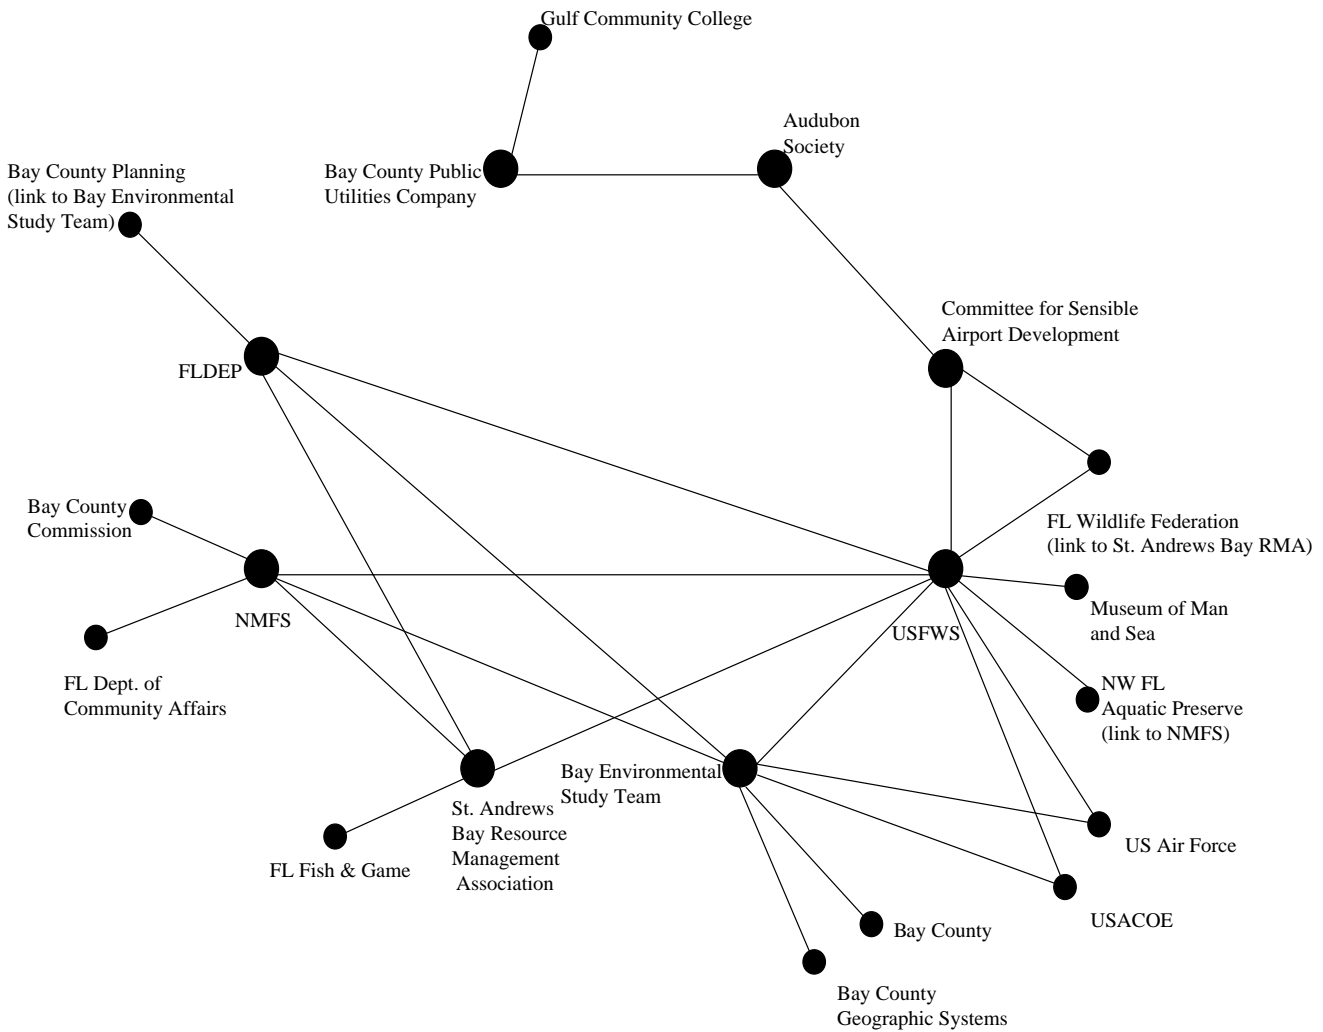 Gulf Community College
Audubon
Society
Bay County Public
Utilities Company
Bay County Planning
(link to Bay Environmental
Study Team)
Committee for Sensible
Airport Development
FLDEP
Bay County
Commission
FL Wildlife Federation
(link to St. Andrews Bay RMA)
NMFS
USFWS
Museum of Man
and Sea
FL Dept. of
Community Affairs
NW FL
Aquatic Preserve
(link to NMFS)
Bay Environmental
Study Team
St. Andrews
Bay Resource
Management
Association
FL Fish & Game
US Air Force
USACOE
Bay County
Bay County
Geographic Systems